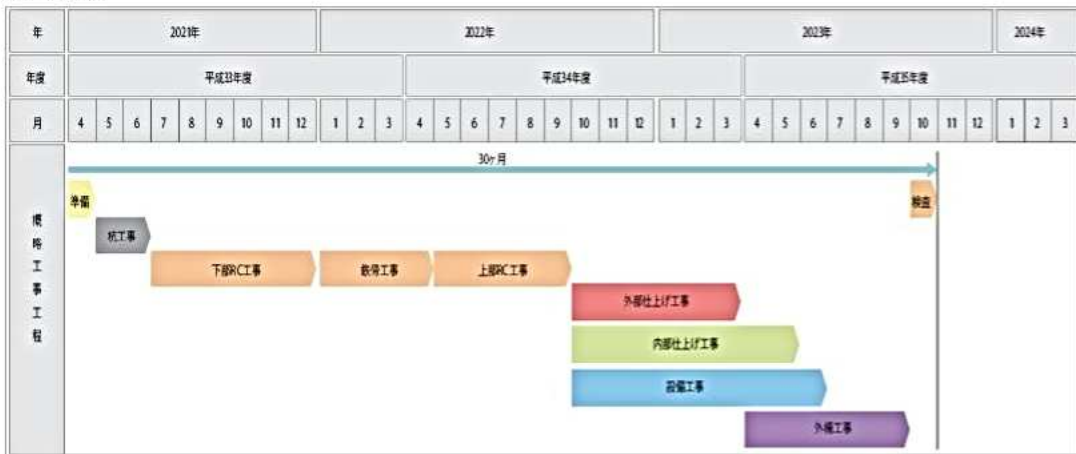 年 2021年 2022年 2023年 2024年
年度 平成33年度 平成34年度 平成35年度
月 4 5 6 7 8 9 10 11 12 1 2 3 4 5 6 7 8 9 10 11 12 1 2 3 4 5 6 7 8 9 10 11 12 1 2 3
概略工事工程
30ヶ月
準備 検査
杭工事
下部RC工事 鉄骨工事 上部RC工事
外部仕上げ工事
内部仕上げ工事
設備工事
外構工事